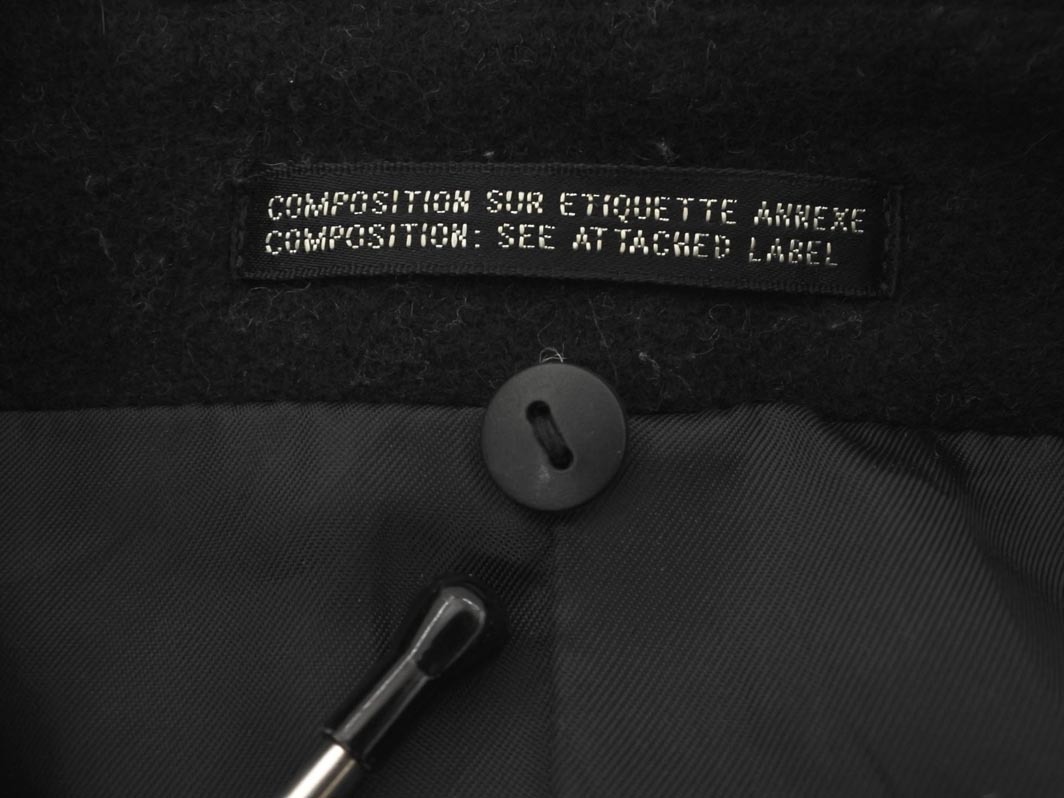 COMPOSITION SUR ETIQUETTE ANNEXE
COMPOSITION: SEE ATTACHED LABEL